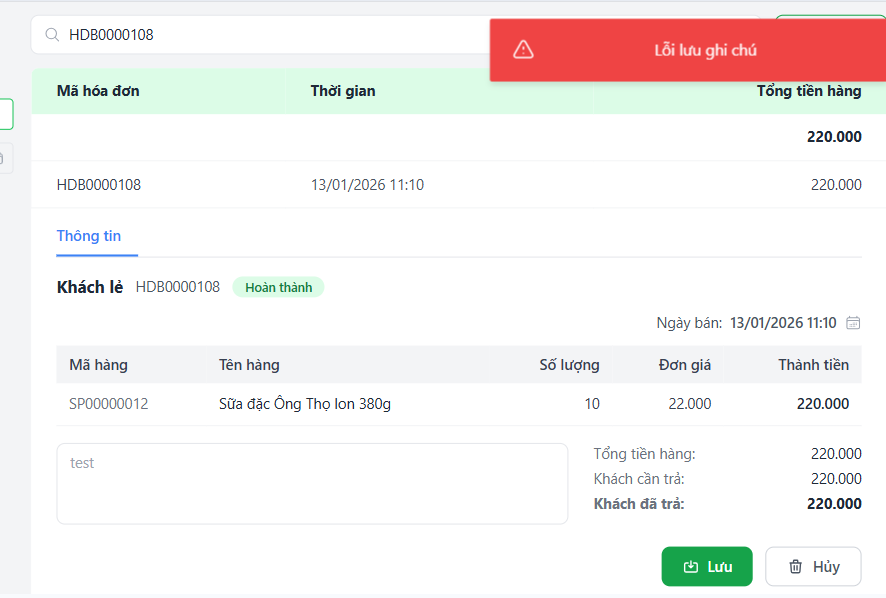 HDB0000108
Lỗi lưu ghi chú
Mã hóa đơn Thời gian Tổng tiền hàng
220.000
HDB0000108 13/01/2026 11:10 220.000
Thông tin
Khách lẻ HDB0000108 Hoàn thành
Ngày bán: 13/01/2026 11:10
Mã hàng Tên hàng Số lượng Đơn giá Thành tiền
SP00000012 Sữa đặc Ông Thọ lon 380g 10 22.000 220.000
test
Tổng tiền hàng: 220.000
Khách cần trả: 220.000
Khách đã trả: 220.000
Lưu Hủy